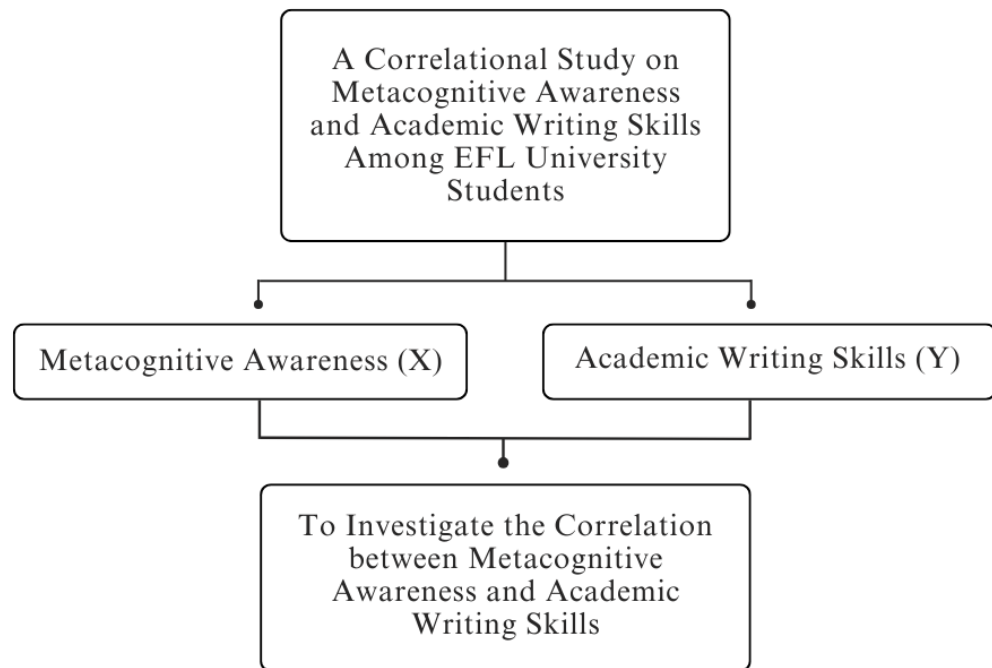 A Correlational Study on
Metacognitive Awareness
and Academic Writing Skills
Among EFL University
Students
Metacognitive Awareness (X)
Academic Writing Skills (Y)
To Investigate the Correlation
between Metacognitive
Awareness and Academic
Writing Skills